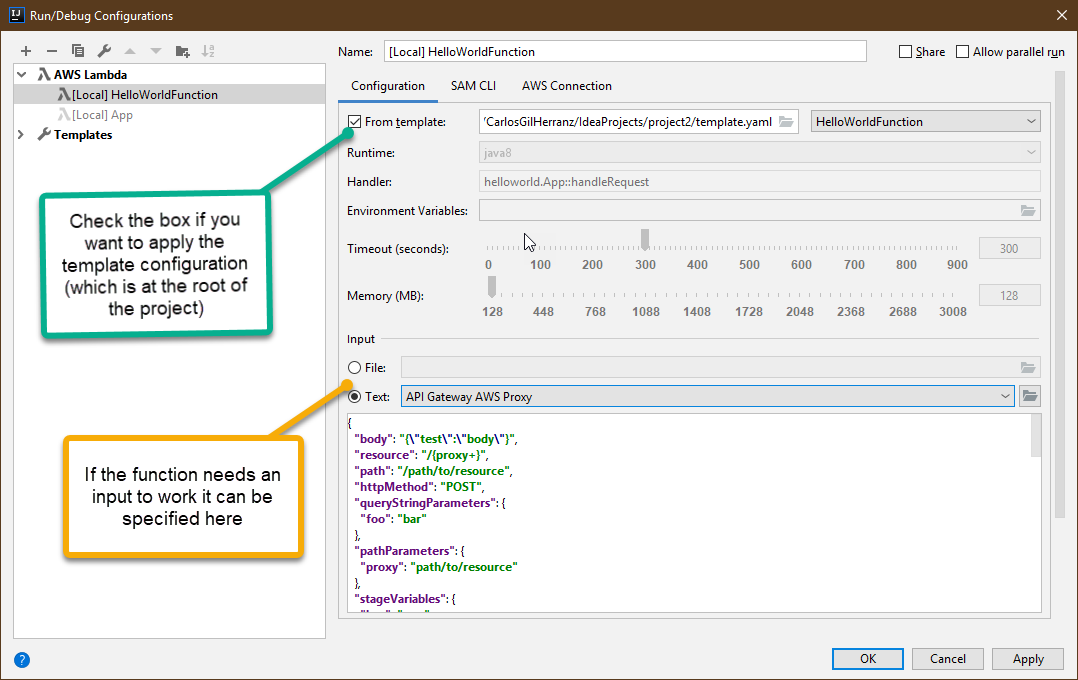 Run/Debug Configurations
Name: [Local] HelloWorldFunction
Share
Allow parallel run
AWS Lambda
[Local] HelloWorldFunction
[Local] App
Templates
Configuration SAM CLI AWS Connection
From template: 'CarlosGilHerranz/IdeaProjects/project2/template.yaml HelloWorldFunction
Runtime: java8
Handler: helloworld.App::handleRequest
Environment Variables:
Timeout (seconds): 300
0 100 200 300 400 500 600 700 800 900
Memory (MB): 128
128 448 768 1088 1408 1728 2048 2368 2688 3008
Check the box if you
want to apply the
template configuration
(which is at the root of
the project)
Input
File:
Text: API Gateway AWS Proxy
If the function needs an
input to work it can be
specified here
{
"body": "{\"test\":\"body\"}",
"resource": "/{proxy+}",
"path": "/path/to/resource",
"httpMethod": "POST",
"queryStringParameters": {
"foo": "bar"
},
"pathParameters": {
"proxy": "path/to/resource"
},
"stageVariables": {
OK Cancel Apply